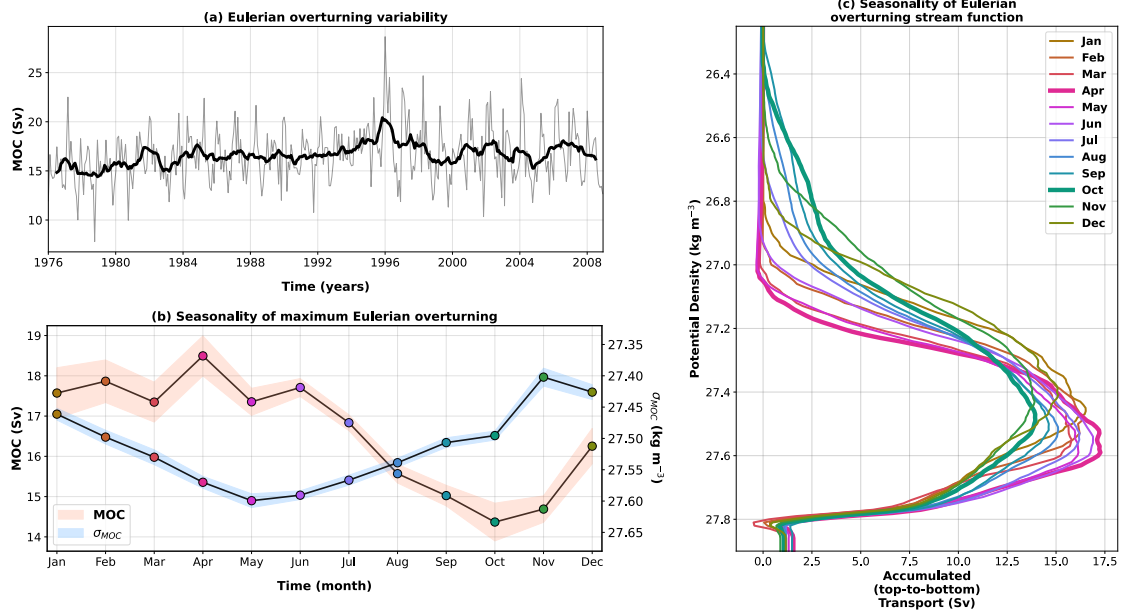 (a) Eulerian overturning variability
MOC (Sv)
25
20
15
10
1976 1980 1984 1988 1992 1996 2000 2004 2008
Time (years)
(b) Seasonality of maximum Eulerian overturning
MOC (Sv)
19
18
17
16
15
14
27.35
27.40
27.45
27.50
27.55
27.60
27.65
σMOC
(kg m⁻³)
MOC
σMOC
Jan Feb Mar Apr May Jun Jul Aug Sep Oct Nov Dec
Time (month)
(c) Seasonality of Eulerian
overturning stream function
Potential Density (kg m⁻³)
26.4
26.6
26.8
27.0
27.2
27.4
27.6
27.8
Jan
Feb
Mar
Apr
May
Jun
Jul
Aug
Sep
Oct
Nov
Dec
0.0 2.5 5.0 7.5 10.0 12.5 15.0 17.5
Accumulated
(top-to-bottom)
Transport (Sv)